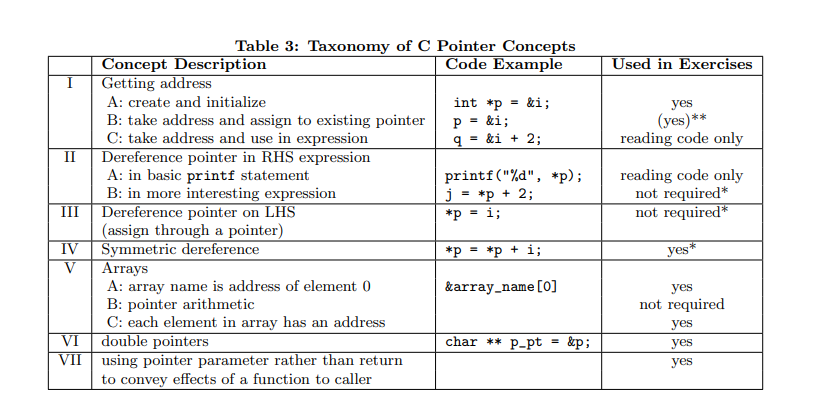 Table 3: Taxonomy of C Pointer Concepts
Concept Description Code Example Used in Exercises
I Getting address
A: create and initialize int *p = &i; yes
B: take address and assign to existing pointer p = &i; (yes)**
C: take address and use in expression q = &i + 2; reading code only
II Dereference pointer in RHS expression
A: in basic printf statement printf("%d", *p); reading code only
B: in more interesting expression j = *p + 2; not required*
III Dereference pointer on LHS *p = i; not required*
(assign through a pointer)
IV Symmetric dereference *p = *p + i; yes*
V Arrays
A: array name is address of element 0 &array_name[0] yes
B: pointer arithmetic not required
C: each element in array has an address yes
VI double pointers char ** p_pt = &p; yes
VII using pointer parameter rather than return yes
to convey effects of a function to caller